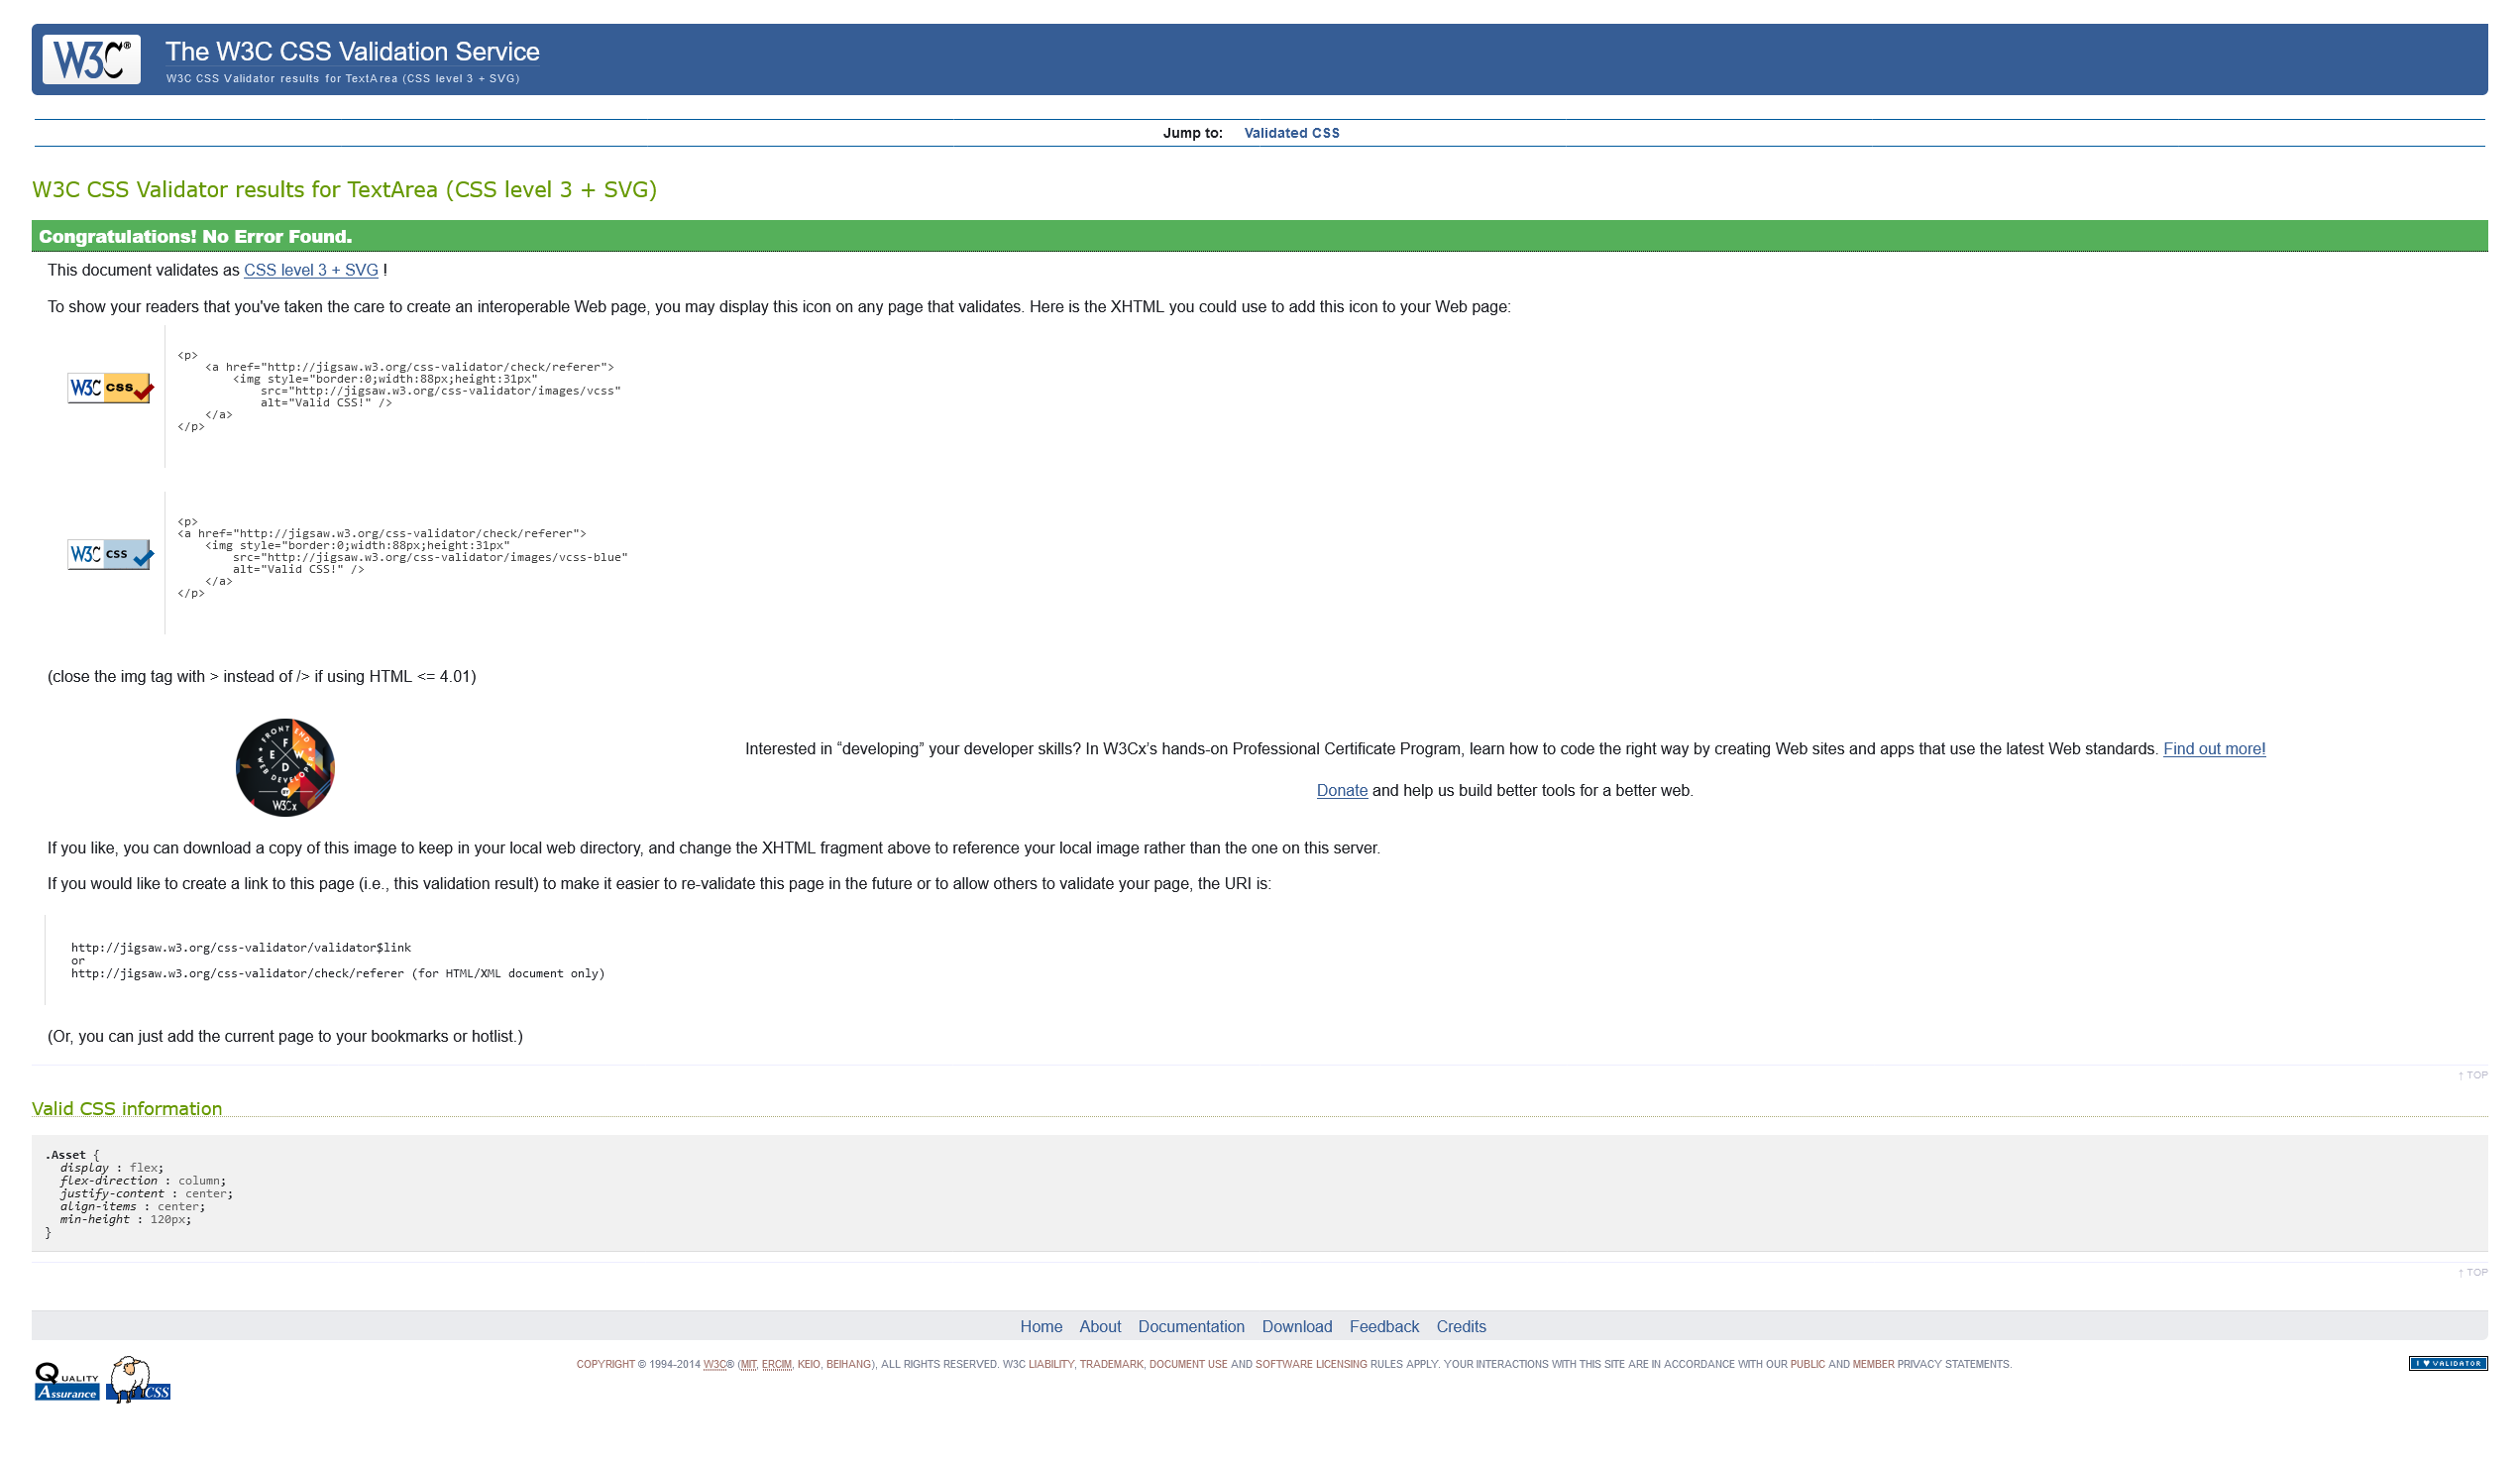 W3C®
The W3C CSS Validation Service
W3C CSS Validator results for TextArea (CSS level 3 + SVG)
Jump to: Validated CSS
W3C CSS Validator results for TextArea (CSS level 3 + SVG)
Congratulations! No Error Found.
This document validates as CSS level 3 + SVG !
To show your readers that you've taken the care to create an interoperable Web page, you may display this icon on any page that validates. Here is the XHTML you could use to add this icon to your Web page:
W3C css
<p>
<a href="http://jigsaw.w3.org/css-validator/check/referer">
<img style="border:0;width:88px;height:31px"
src="http://jigsaw.w3.org/css-validator/images/vcss"
alt="Valid CSS!" />
</a>
</p>
W3C css
<p>
<a href="http://jigsaw.w3.org/css-validator/check/referer">
<img style="border:0;width:88px;height:31px"
src="http://jigsaw.w3.org/css-validator/images/vcss-blue"
alt="Valid CSS!" />
</a>
</p>
(close the img tag with > instead of /> if using HTML <= 4.01)
FRONT END
F E W D
WEB DEVELOPER
BY
W3Cx
Interested in “developing” your developer skills? In W3Cx’s hands-on Professional Certificate Program, learn how to code the right way by creating Web sites and apps that use the latest Web standards. Find out more!
Donate and help us build better tools for a better web.
If you like, you can download a copy of this image to keep in your local web directory, and change the XHTML fragment above to reference your local image rather than the one on this server.
If you would like to create a link to this page (i.e., this validation result) to make it easier to re-validate this page in the future or to allow others to validate your page, the URI is:
http://jigsaw.w3.org/css-validator/validator$link
or
http://jigsaw.w3.org/css-validator/check/referer (for HTML/XML document only)
(Or, you can just add the current page to your bookmarks or hotlist.)
↑ TOP
Valid CSS information
.Asset {
display : flex;
flex-direction : column;
justify-content : center;
align-items : center;
min-height : 120px;
}
↑ TOP
Home About Documentation Download Feedback Credits
Quality
Assurance
CSS
COPYRIGHT © 1994-2014 W3C® (MIT, ERCIM, KEIO, BEIHANG), ALL RIGHTS RESERVED. W3C LIABILITY, TRADEMARK, DOCUMENT USE AND SOFTWARE LICENSING RULES APPLY. YOUR INTERACTIONS WITH THIS SITE ARE IN ACCORDANCE WITH OUR PUBLIC AND MEMBER PRIVACY STATEMENTS.
I ♥ VALIDATOR